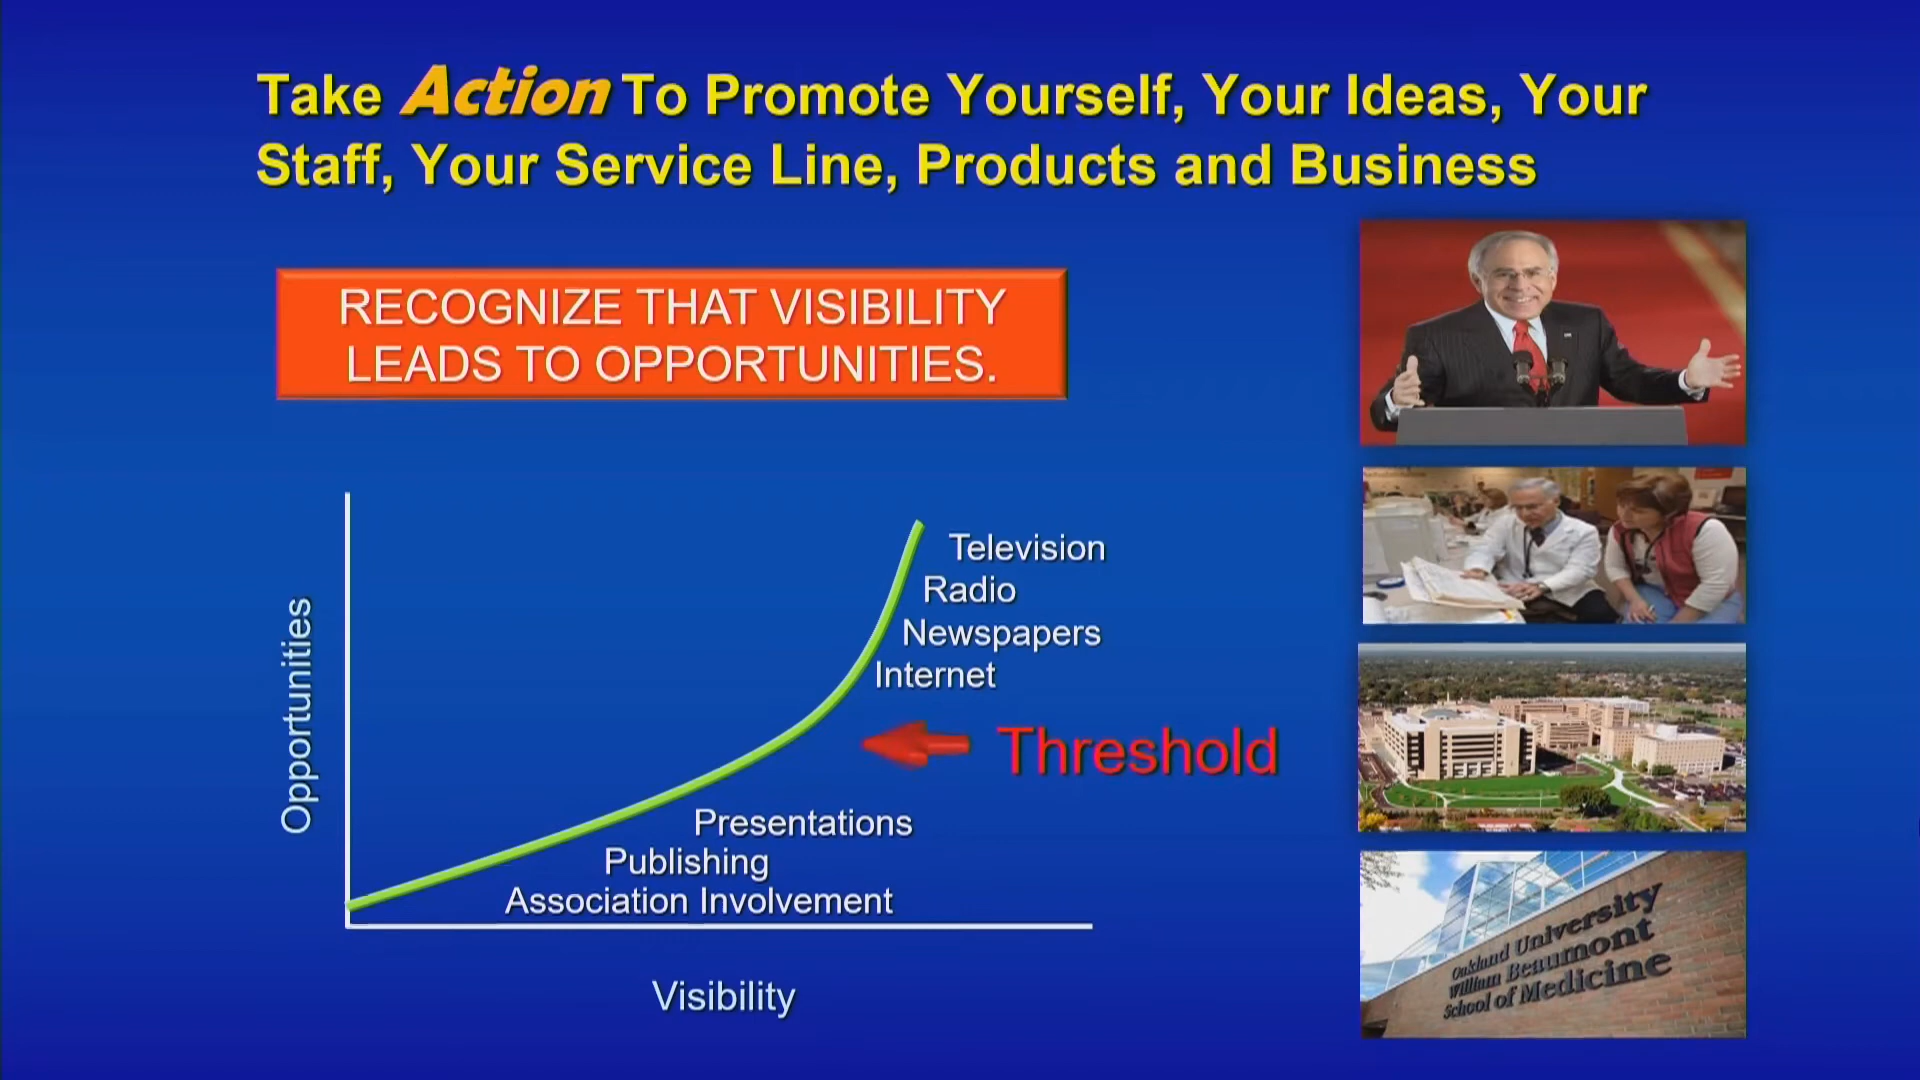 Take Action To Promote Yourself, Your Ideas, Your
Staff, Your Service Line, Products and Business
RECOGNIZE THAT VISIBILITY
LEADS TO OPPORTUNITIES.
Opportunities
Television
Radio
Newspapers
Internet
Threshold
Presentations
Publishing
Association Involvement
Visibility
Oakland University
William Beaumont
School of Medicine